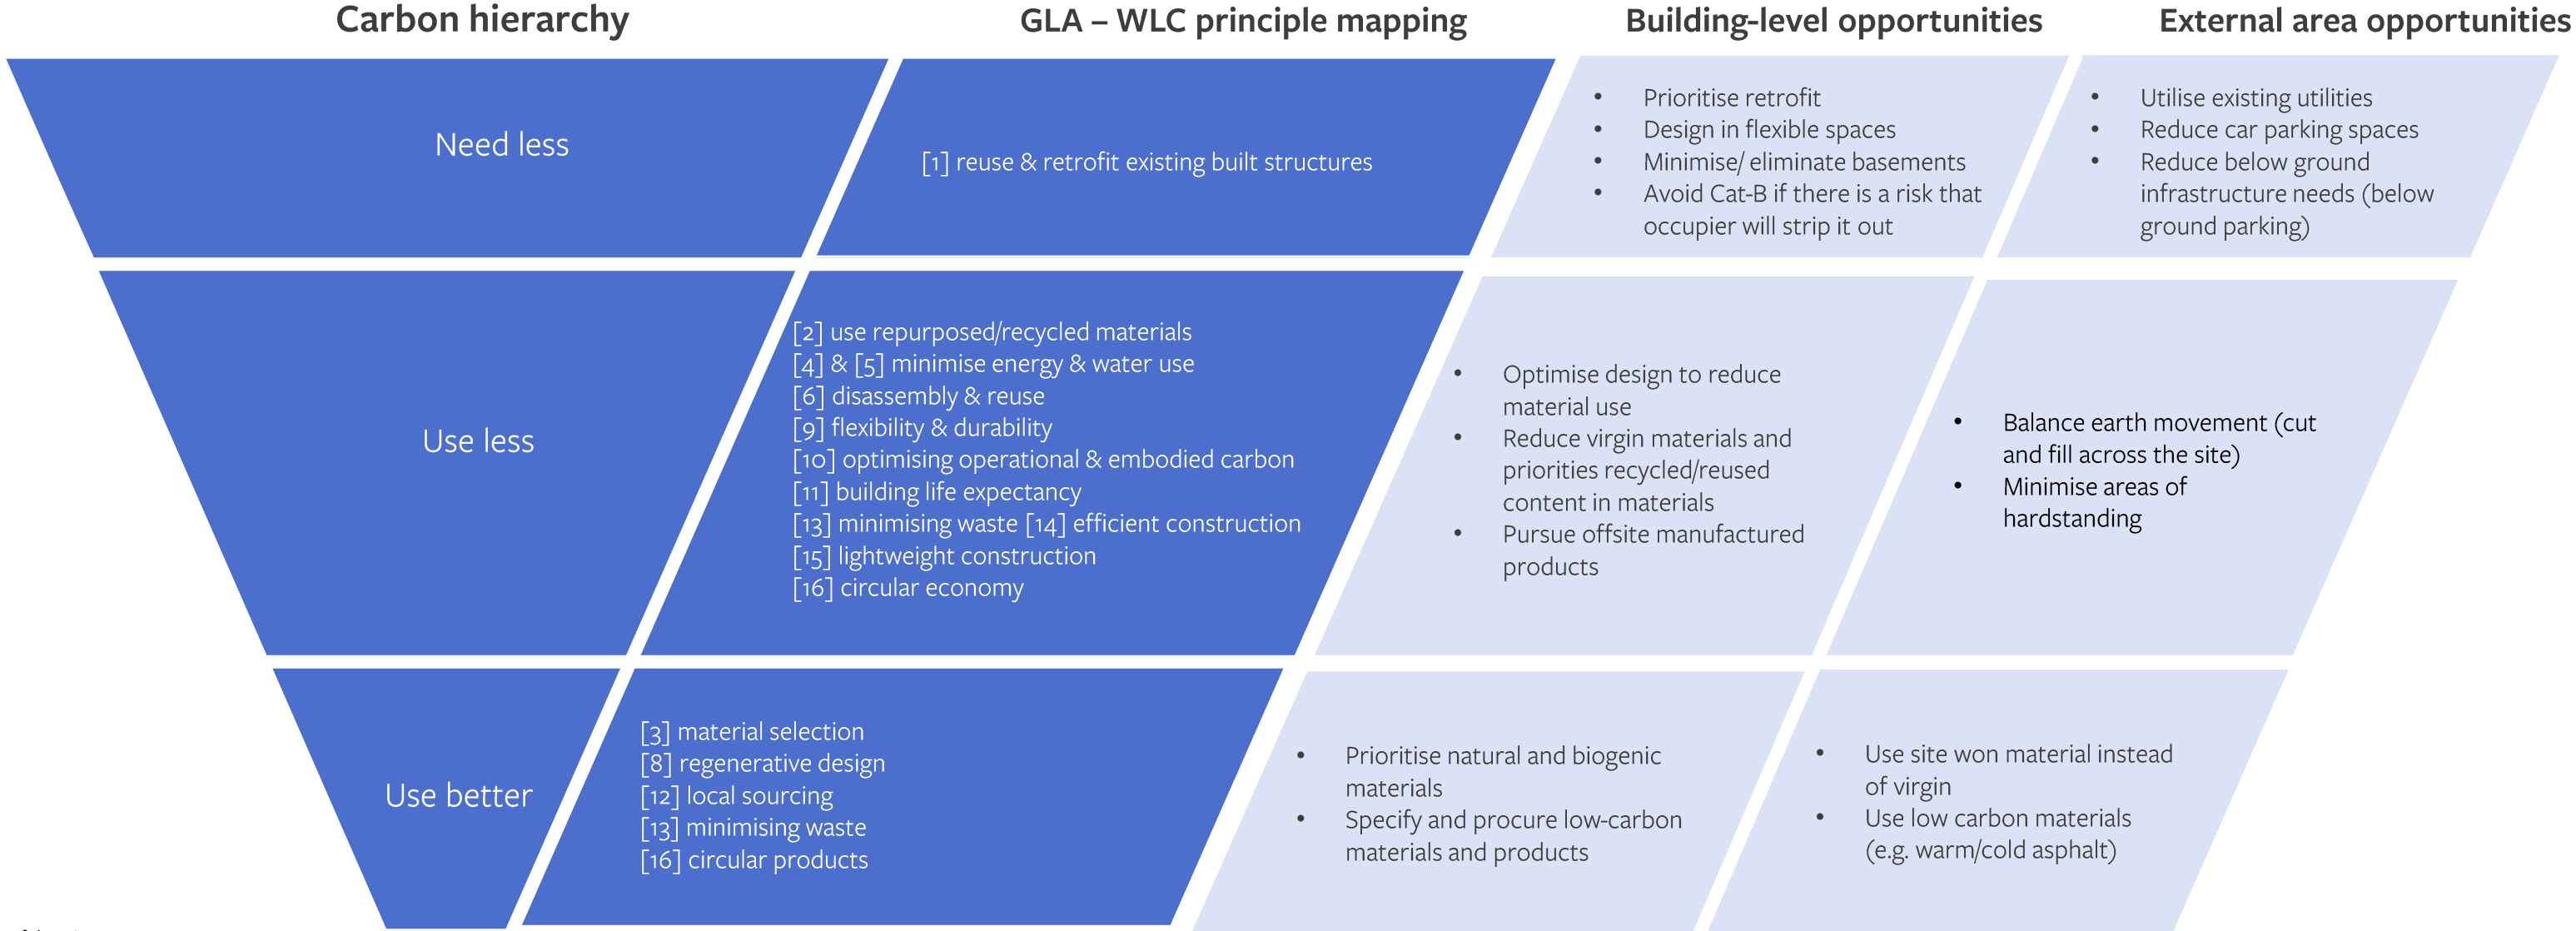 Carbon hierarchy
GLA – WLC principle mapping
Building-level opportunities
External area opportunities
Need less
[1] reuse & retrofit existing built structures
• Prioritise retrofit
• Design in flexible spaces
• Minimise/ eliminate basements
• Avoid Cat-B if there is a risk that
occupier will strip it out
• Utilise existing utilities
• Reduce car parking spaces
• Reduce below ground
infrastructure needs (below
ground parking)
Use less
[2] use repurposed/recycled materials
[4] & [5] minimise energy & water use
[6] disassembly & reuse
[9] flexibility & durability
[10] optimising operational & embodied carbon
[11] building life expectancy
[13] minimising waste [14] efficient construction
[15] lightweight construction
[16] circular economy
• Optimise design to reduce
material use
• Reduce virgin materials and
priorities recycled/reused
content in materials
• Pursue offsite manufactured
products
• Balance earth movement (cut
and fill across the site)
• Minimise areas of
hardstanding
Use better
[3] material selection
[8] regenerative design
[12] local sourcing
[13] minimising waste
[16] circular products
• Prioritise natural and biogenic
materials
• Specify and procure low-carbon
materials and products
• Use site won material instead
of virgin
• Use low carbon materials
(e.g. warm/cold asphalt)